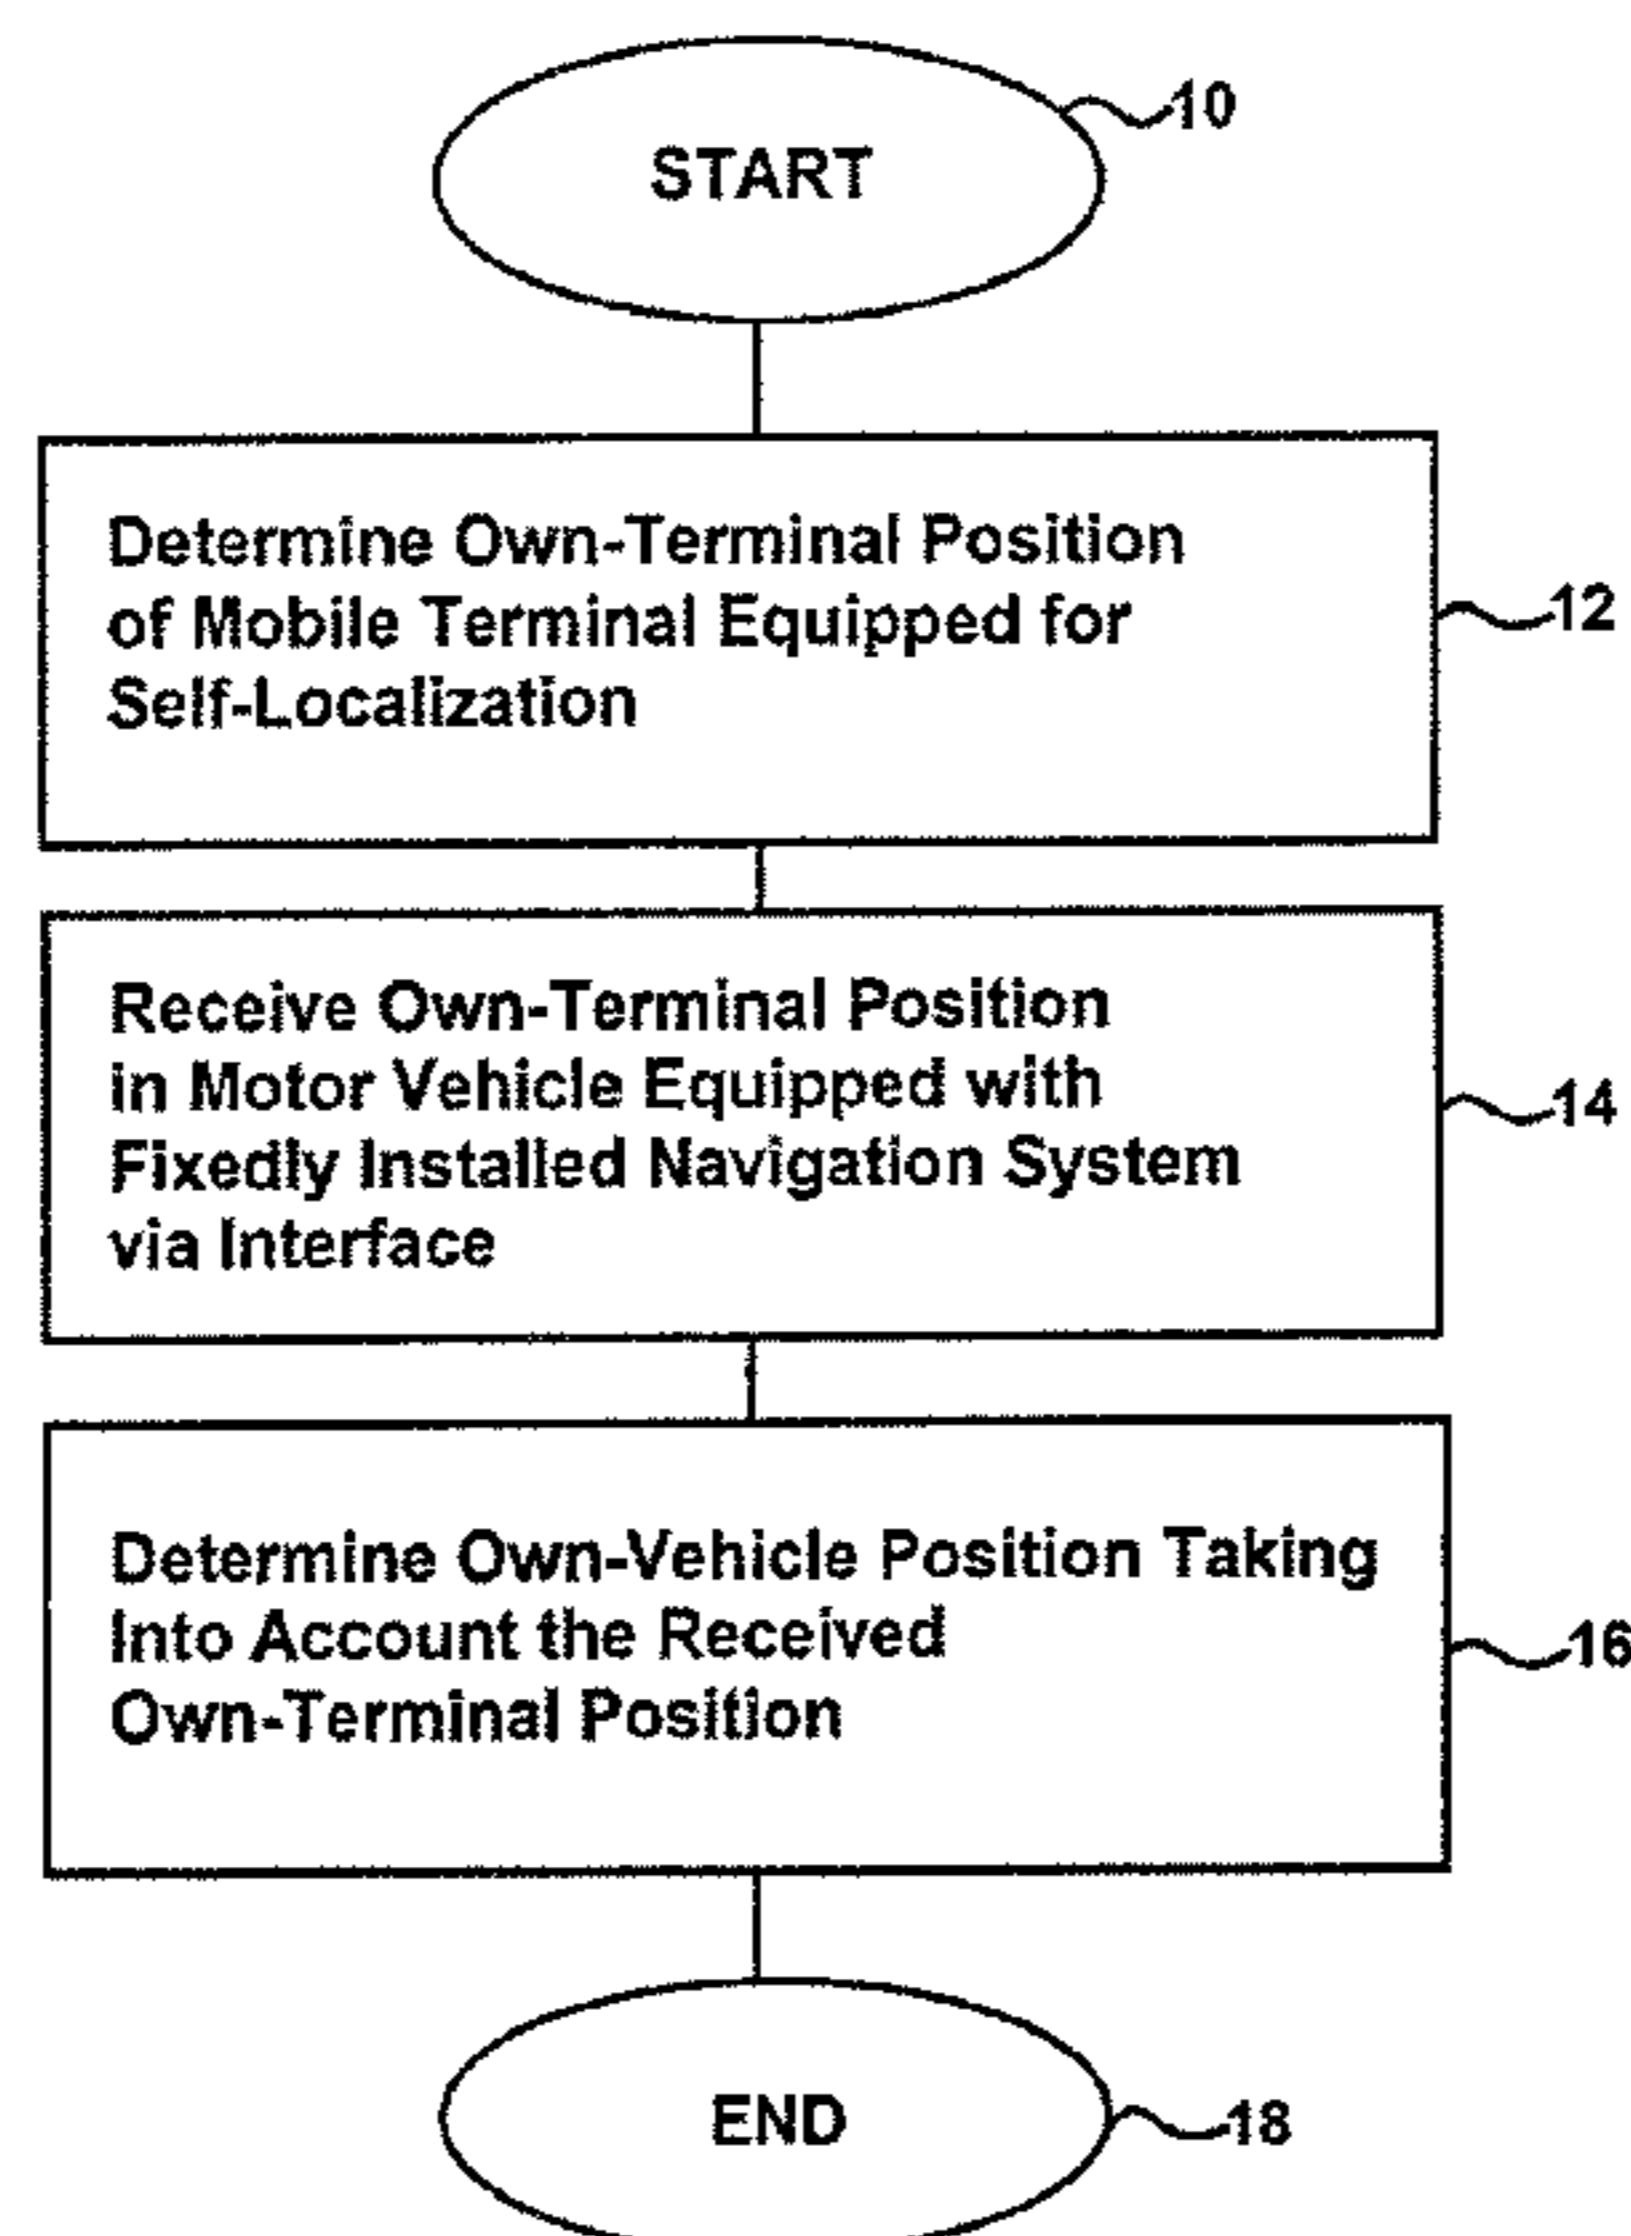 START
10
Determine Own-Terminal Position
of Mobile Terminal Equipped for
Self-Localization
12
Receive Own-Terminal Position
in Motor Vehicle Equipped with
Fixedly Installed Navigation System
via Interface
14
Determine Own-Vehicle Position Taking
Into Account the Received
Own-Terminal Position
16
END
18